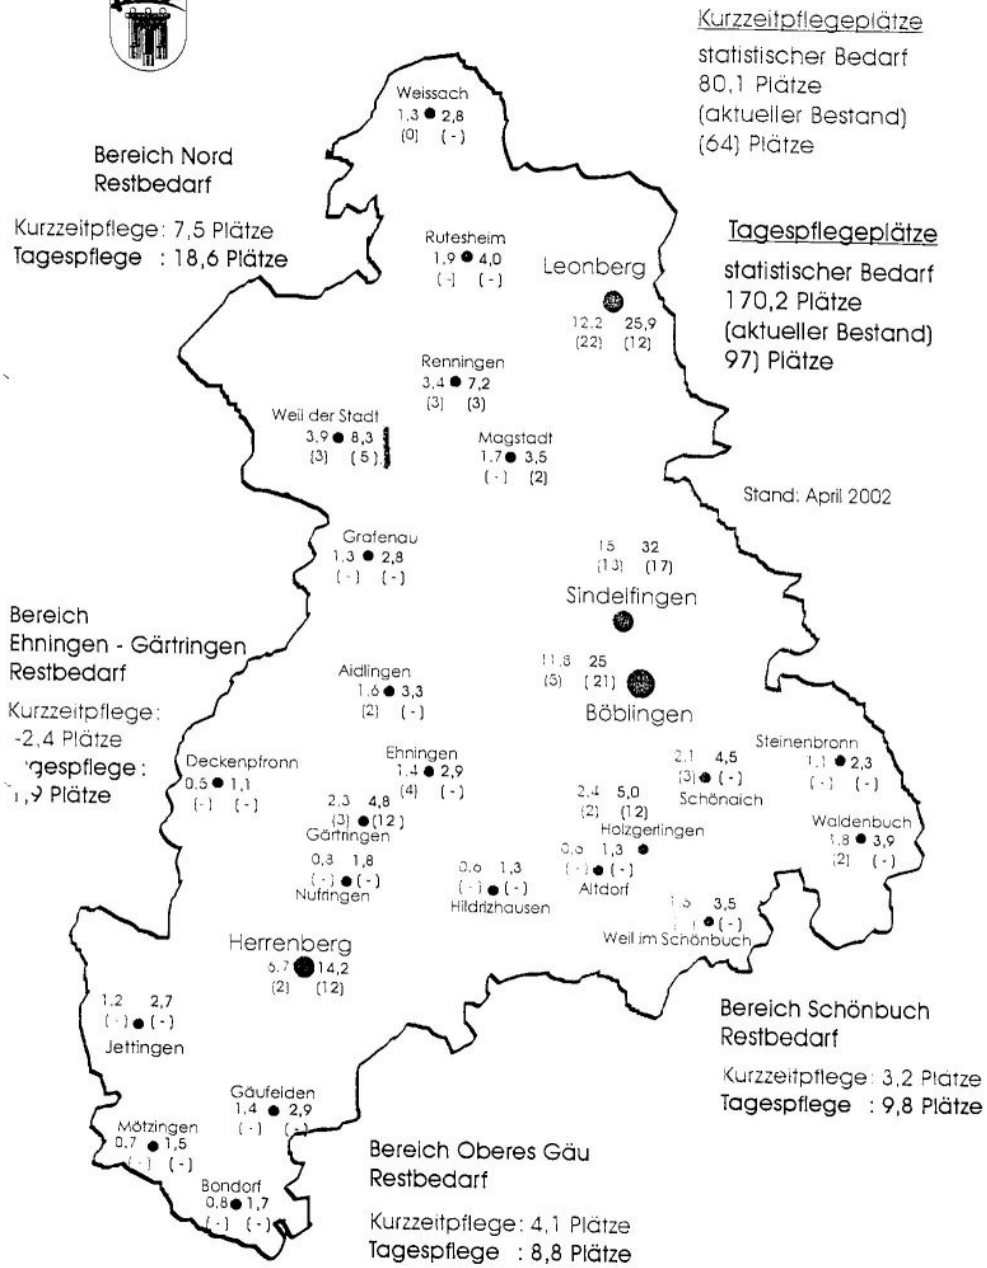 Kurzzeitpflegeplätze
statistischer Bedarf
80,1 Plätze
(aktueller Bestand)
(64) Plätze
Weissach
1,3 2,8
(0) (-)
Bereich Nord
Restbedarf
Kurzzeitpflege: 7,5 Plätze
Tagespflege : 18,6 Plätze
Tagespflegeplätze
statistischer Bedarf
170,2 Plätze
(aktueller Bestand)
97) Plätze
Rutesheim
1,9 4,0
(-) (-)
Leonberg
12,2 25,9
(22) (12)
Renningen
3,4 7,2
(3) (3)
Weil der Stadt
3,9 8,3
(3) (5)
Magstadt
1,7 3,5
(-) (2)
Stand: April 2002
Grafenau
1,3 2,8
(-) (-)
15 32
(13) (17)
Sindelfingen
Bereich
Ehningen - Gärtringen
Restbedarf
Kurzzeitpflege:
-2,4 Plätze
gespflege :
1,9 Plätze
11,8 25
(5) (21)
Böblingen
Aidlingen
1,6 3,3
(2) (-)
Deckenpfronn
0,5 1,1
(-) (-)
Ehningen
1,4 2,9
(4) (-)
2,1 4,5
(3) (-)
Schönaich
Steinenbronn
1,1 2,3
(-) (-)
2,3 4,8
(3) (12)
Gärtringen
2,4 5,0
(2) (12)
Holzgerlingen
Waldenbuch
1,8 3,9
(2) (-)
0,8 1,8
(-) (-)
Nufringen
0,6 1,3
(-) (-)
Hildrizhausen
0,6 1,3
(-) (-)
Altdorf
3,5
(-)
Weil im Schönbuch
Herrenberg
6,7 14,2
(2) (12)
1,2 2,7
(-) (-)
Jettingen
Bereich Schönbuch
Restbedarf
Kurzzeitpflege: 3,2 Plätze
Tagespflege : 9,8 Plätze
Gäufelden
1,4 2,9
(-) (-)
Mötzingen
0,7 1,5
(-) (-)
Bondorf
0,8 1,7
(-) (-)
Bereich Oberes Gäu
Restbedarf
Kurzzeitpflege: 4,1 Plätze
Tagespflege : 8,8 Plätze